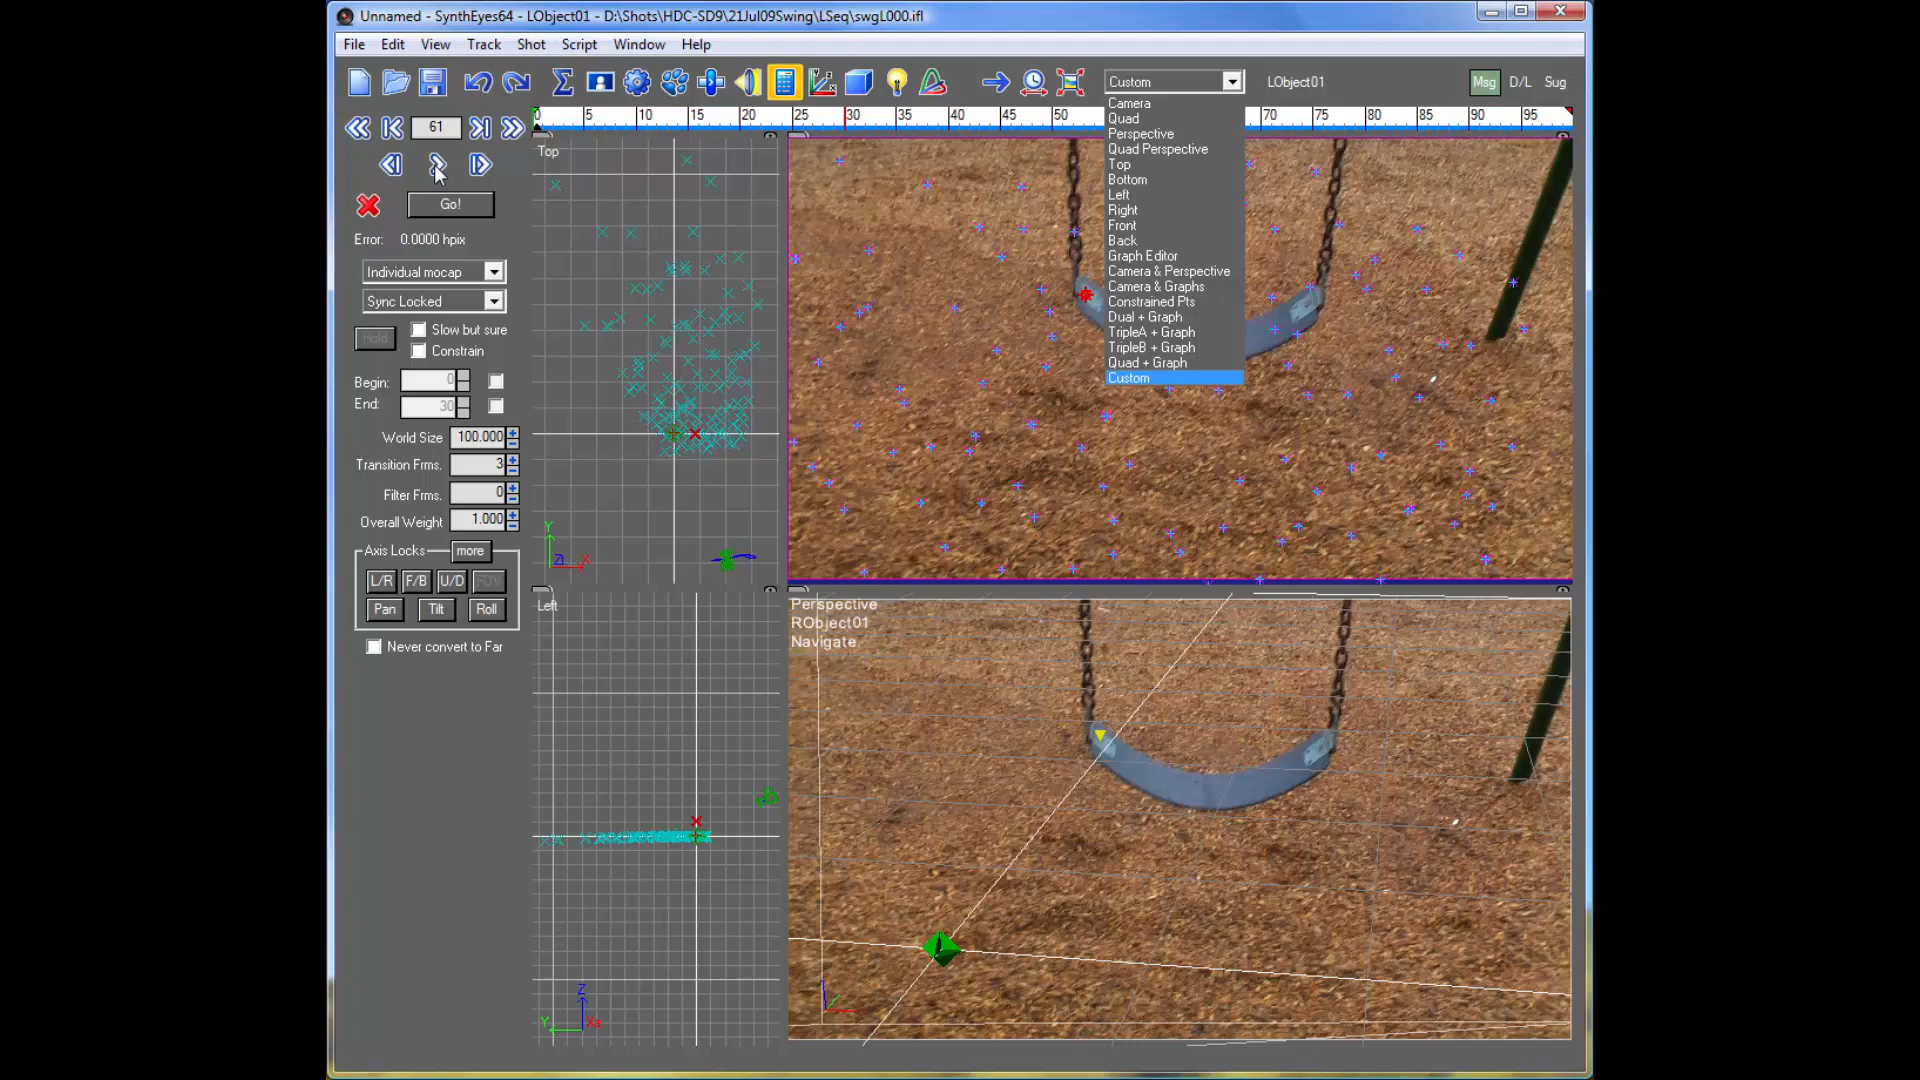 Unnamed - SynthEyes64 - LObject01 - D:\Shots\HDC-SD9\21Jul09Swing\LSeq\swgL000.ifl
File Edit View Track Shot Script Window Help
Custom LObject01 Msg D/L Sug
0 5 10 15 20 25 30 35 40 45 50 70 75 80 85 90 95
61
Go!
Error: 0.0000 hpix
Individual mocap
Sync Locked
Hold
Slow but sure
Constrain
Begin: 0
End: 30
World Size 100.000
Transition Frms. 3
Filter Frms. 0
Overall Weight 1.000
Axis Locks more
L/R F/B U/D FOV
Pan Tilt Roll
Never convert to Far
Camera
Quad
Perspective
Quad Perspective
Top
Bottom
Left
Right
Front
Back
Graph Editor
Camera & Perspective
Camera & Graphs
Constrained Pts
Dual + Graph
TripleA + Graph
TripleB + Graph
Quad + Graph
Custom
Top
Y
X
Left
Z
Y
Perspective
RObject01
Navigate